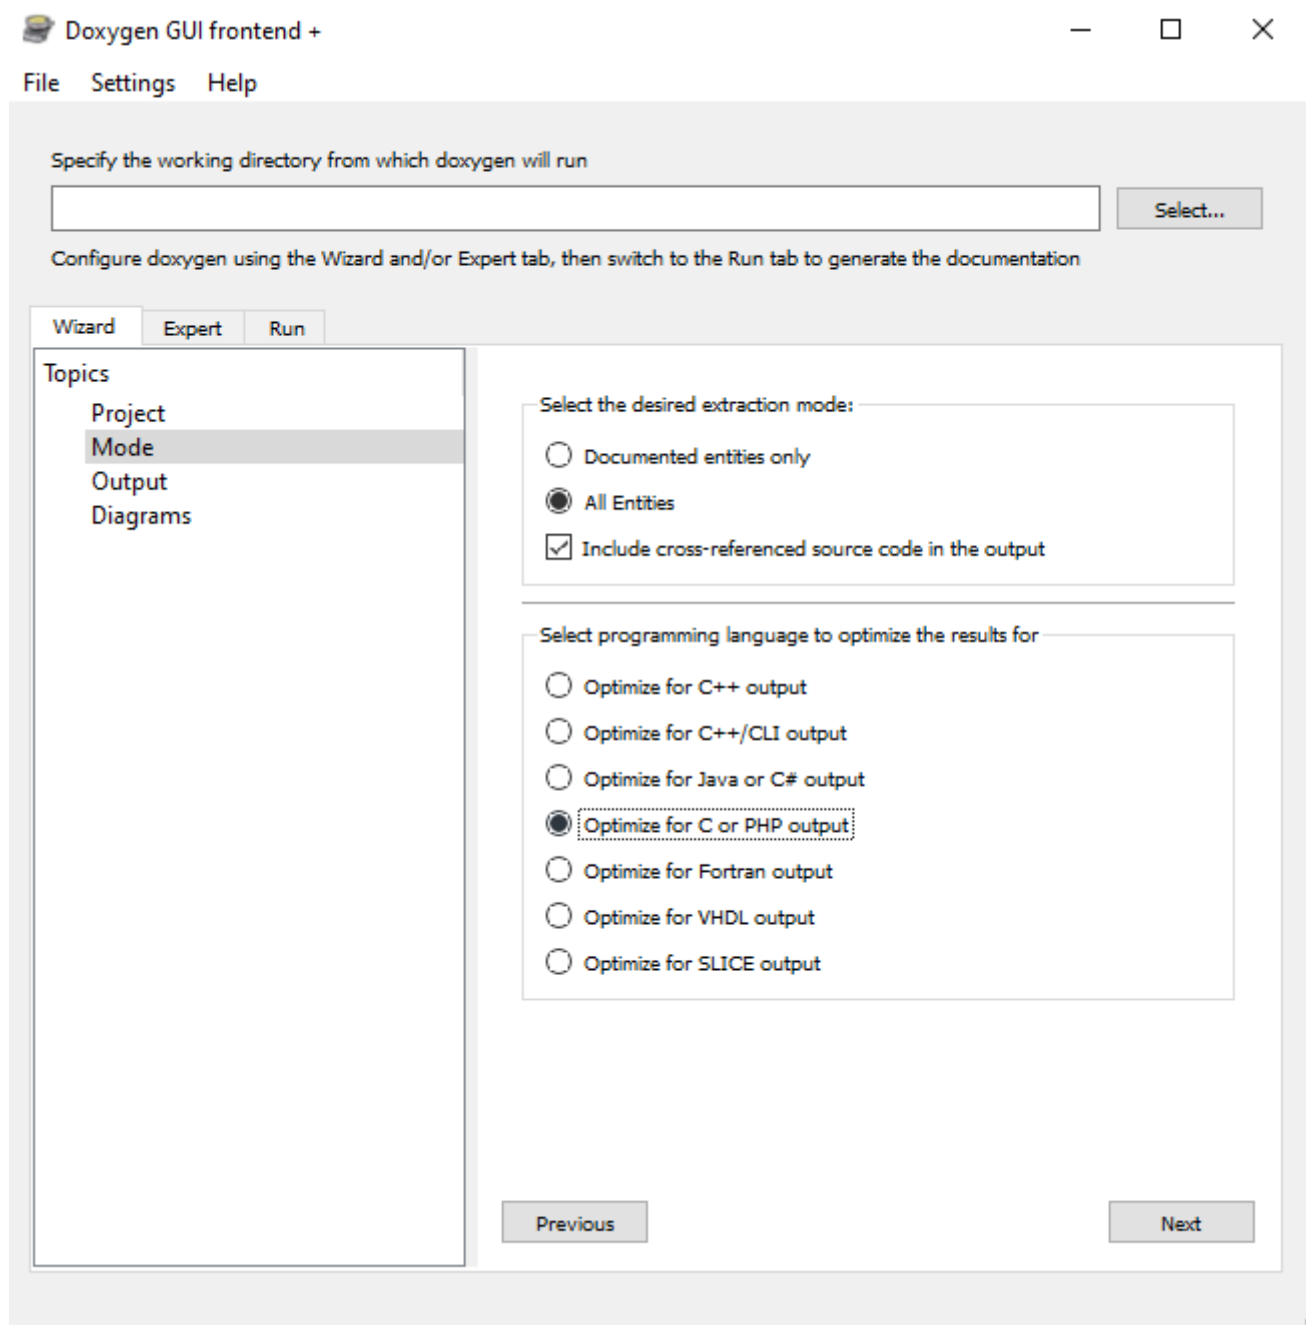 Doxygen GUI frontend +
File Settings Help
Specify the working directory from which doxygen will run
Select...
Configure doxygen using the Wizard and/or Expert tab, then switch to the Run tab to generate the documentation
Wizard Expert Run
Topics
Project
Mode
Output
Diagrams
Select the desired extraction mode:
Documented entities only
All Entities
Include cross-referenced source code in the output
Select programming language to optimize the results for
Optimize for C++ output
Optimize for C++/CLI output
Optimize for Java or C# output
Optimize for C or PHP output
Optimize for Fortran output
Optimize for VHDL output
Optimize for SLICE output
Previous Next